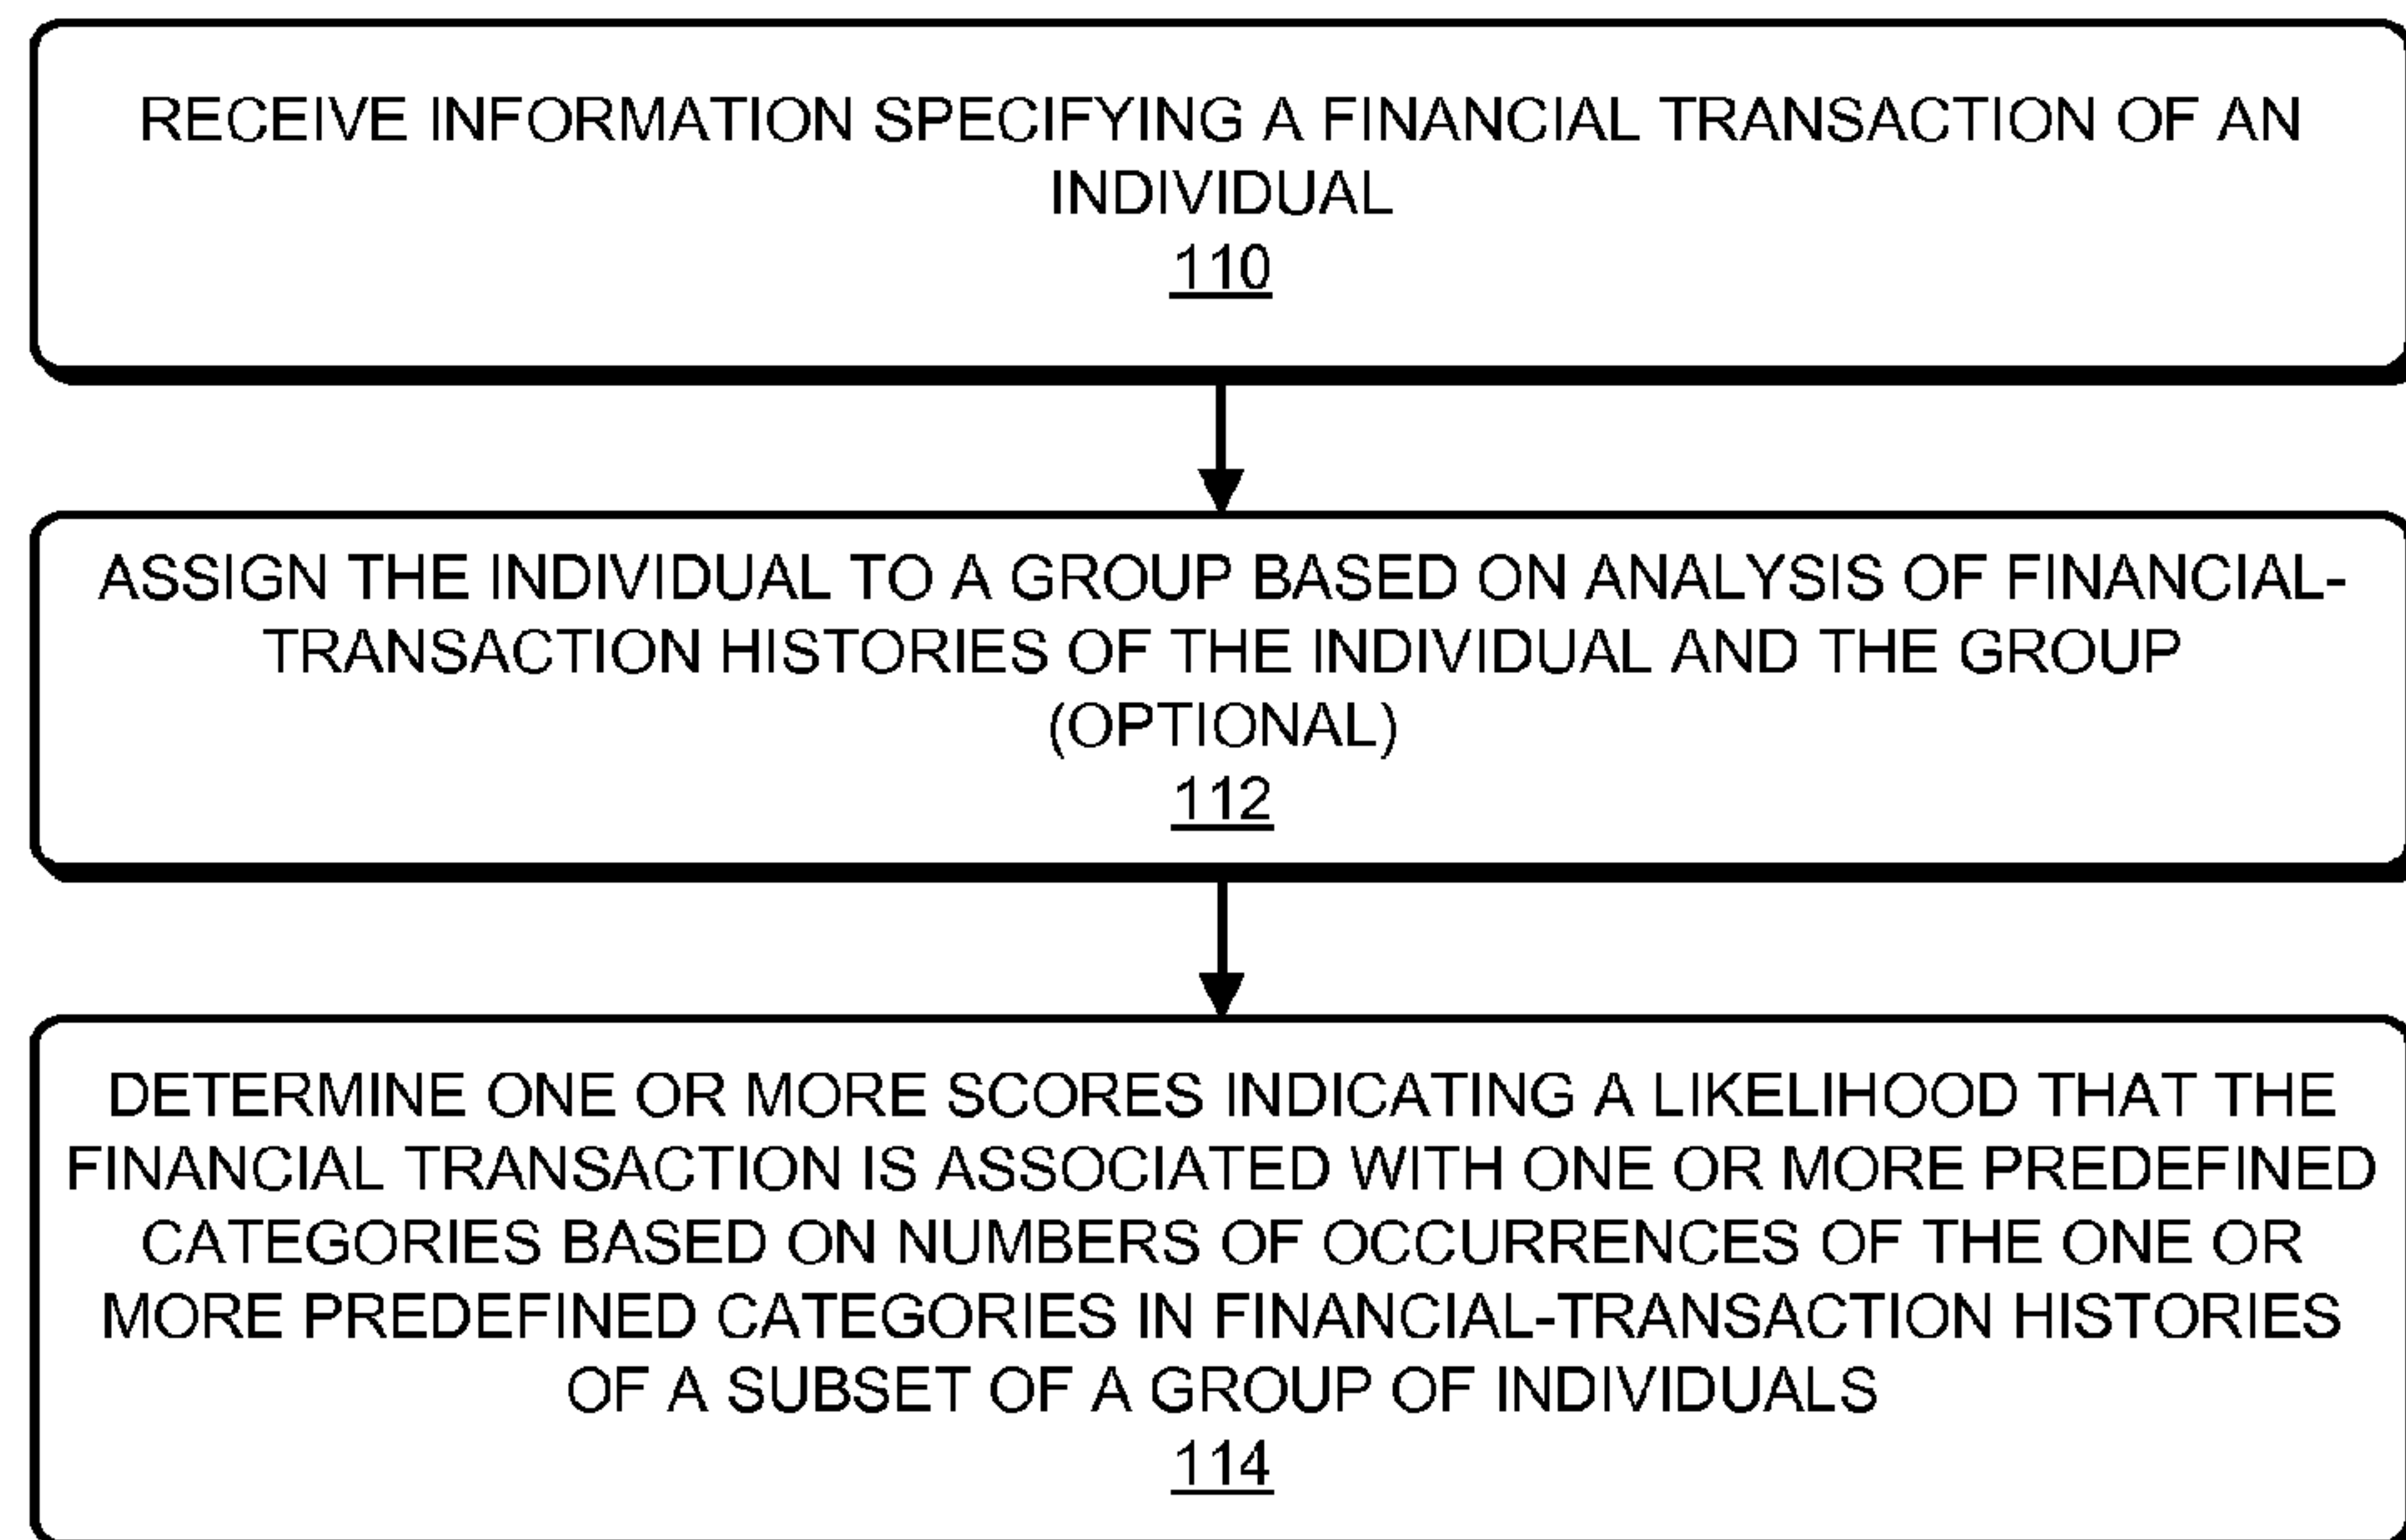 RECEIVE INFORMATION SPECIFYING A FINANCIAL TRANSACTION OF AN
INDIVIDUAL
110
ASSIGN THE INDIVIDUAL TO A GROUP BASED ON ANALYSIS OF FINANCIAL-
TRANSACTION HISTORIES OF THE INDIVIDUAL AND THE GROUP
(OPTIONAL)
112
DETERMINE ONE OR MORE SCORES INDICATING A LIKELIHOOD THAT THE
FINANCIAL TRANSACTION IS ASSOCIATED WITH ONE OR MORE PREDEFINED
CATEGORIES BASED ON NUMBERS OF OCCURRENCES OF THE ONE OR
MORE PREDEFINED CATEGORIES IN FINANCIAL-TRANSACTION HISTORIES
OF A SUBSET OF A GROUP OF INDIVIDUALS
114